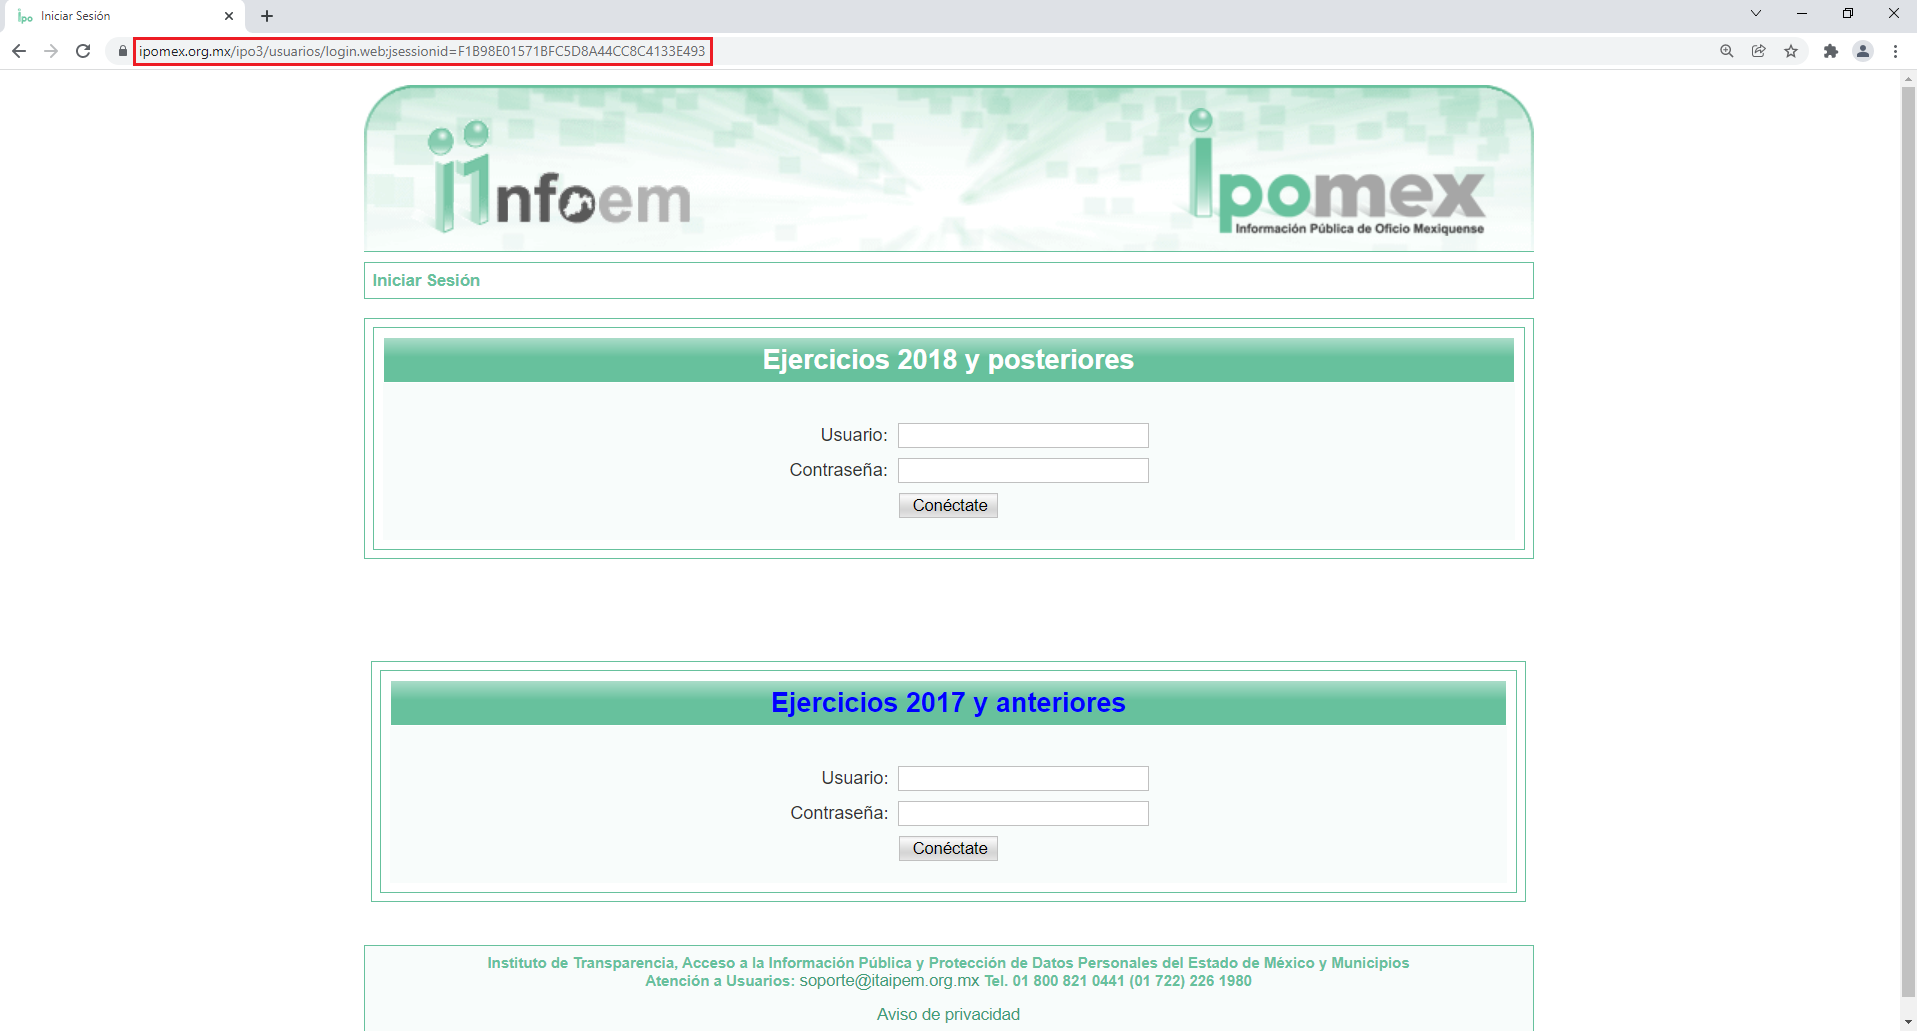 ipo Iniciar Sesión
ipomex.org.mx/ipo3/usuarios/login.web;jsessionid=F1B98E01571BFC5D8A44CC8C4133E493
infoem
ipomex
Información Pública de Oficio Mexiquense
Iniciar Sesión
Ejercicios 2018 y posteriores
Usuario:
Contraseña:
Conéctate
Ejercicios 2017 y anteriores
Usuario:
Contraseña:
Conéctate
Instituto de Transparencia, Acceso a la Información Pública y Protección de Datos Personales del Estado de México y Municipios
Atención a Usuarios: soporte@itaipem.org.mx Tel. 01 800 821 0441 (01 722) 226 1980
Aviso de privacidad